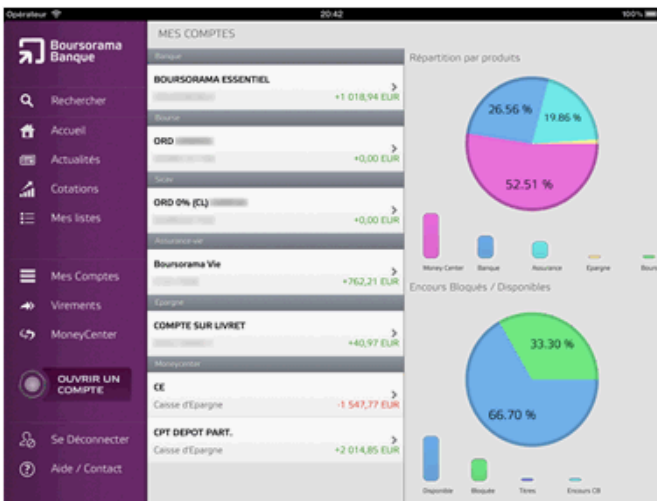 Opérateur
20:42
100%
Boursorama
Banque
Rechercher
Accueil
Actualités
Cotations
Mes listes
Mes Comptes
Virements
MoneyCenter
OUVRIR UN
COMPTE
Se Déconnecter
Aide / Contact
MES COMPTES
Banque
BOURSORAMA ESSENTIEL
+1 018,94 EUR
Bourse
ORD
+0,00 EUR
Sicav
ORD 0% (CL)
+0,00 EUR
Assurance-vie
Boursorama Vie
+762,21 EUR
Epargne
COMPTE SUR LIVRET
+40,97 EUR
Moneycenter
CE
Caisse d'Epargne
-1 547,77 EUR
CPT DEPOT PART.
Caisse d'Epargne
+2 014,85 EUR
Répartition par produits
26.56 %
19.86 %
52.51 %
Money Center Banque Assurance Epargne Bours
Encours Bloqués / Disponibles
33.30 %
66.70 %
Disponible Bloquée Titres Encours CB